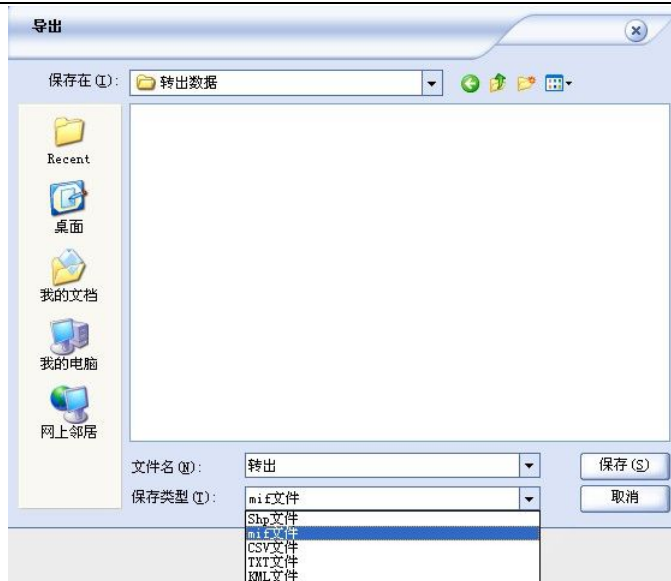 导出
保存在(I):
转出数据
Recent
桌面
我的文档
我的电脑
网上邻居
文件名(N):
转出
保存(S)
保存类型(T):
mif文件
取消
Shp文件
mif文件
CSV文件
TXT文件
KML文件